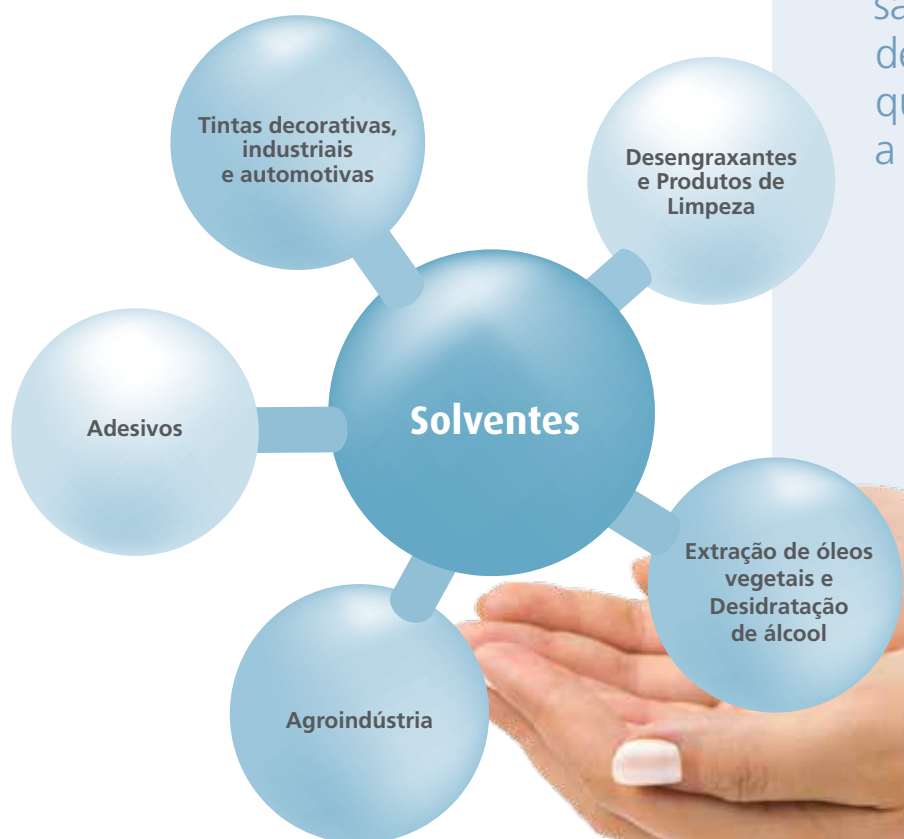 a
Tintas decorativas,
industriais
e automotivas
Desengraxantes
e Produtos de
Limpeza
Solventes
Adesivos
Extração de óleos
vegetais e
Desidratação
de álcool
Agroindústria